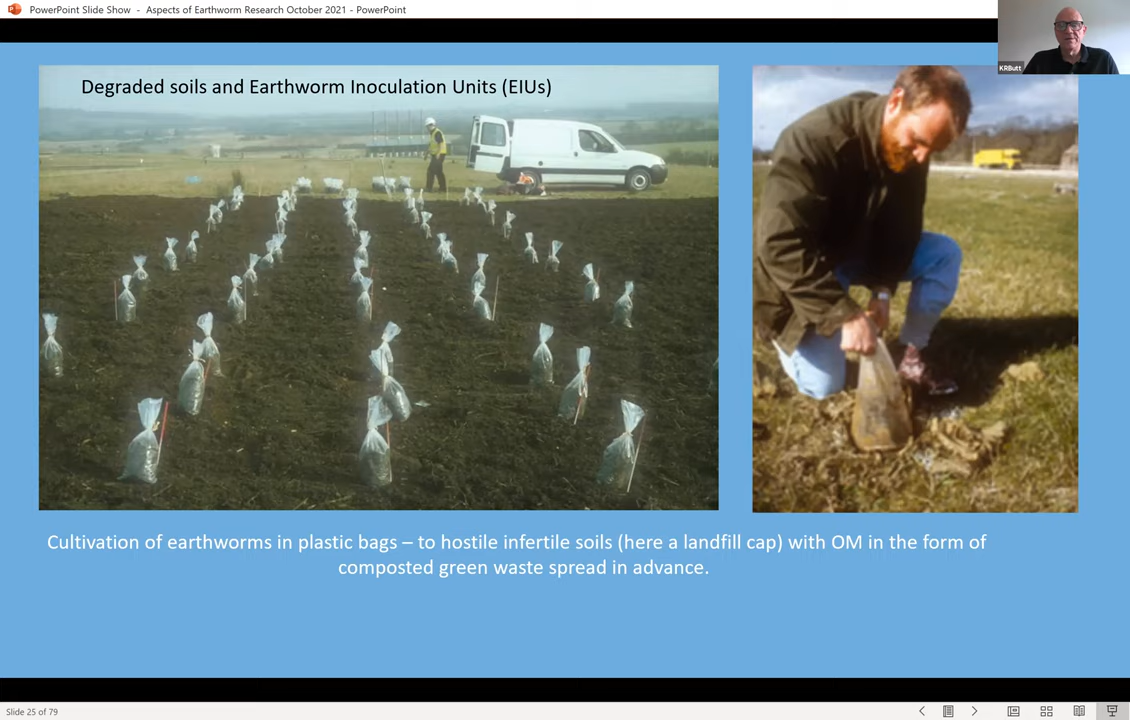 PowerPoint Slide Show - Aspects of Earthworm Research October 2021 - PowerPoint
KRButt
Degraded soils and Earthworm Inoculation Units (EIUs)
Cultivation of earthworms in plastic bags – to hostile infertile soils (here a landfill cap) with OM in the form of
composted green waste spread in advance.
Slide 25 of 79